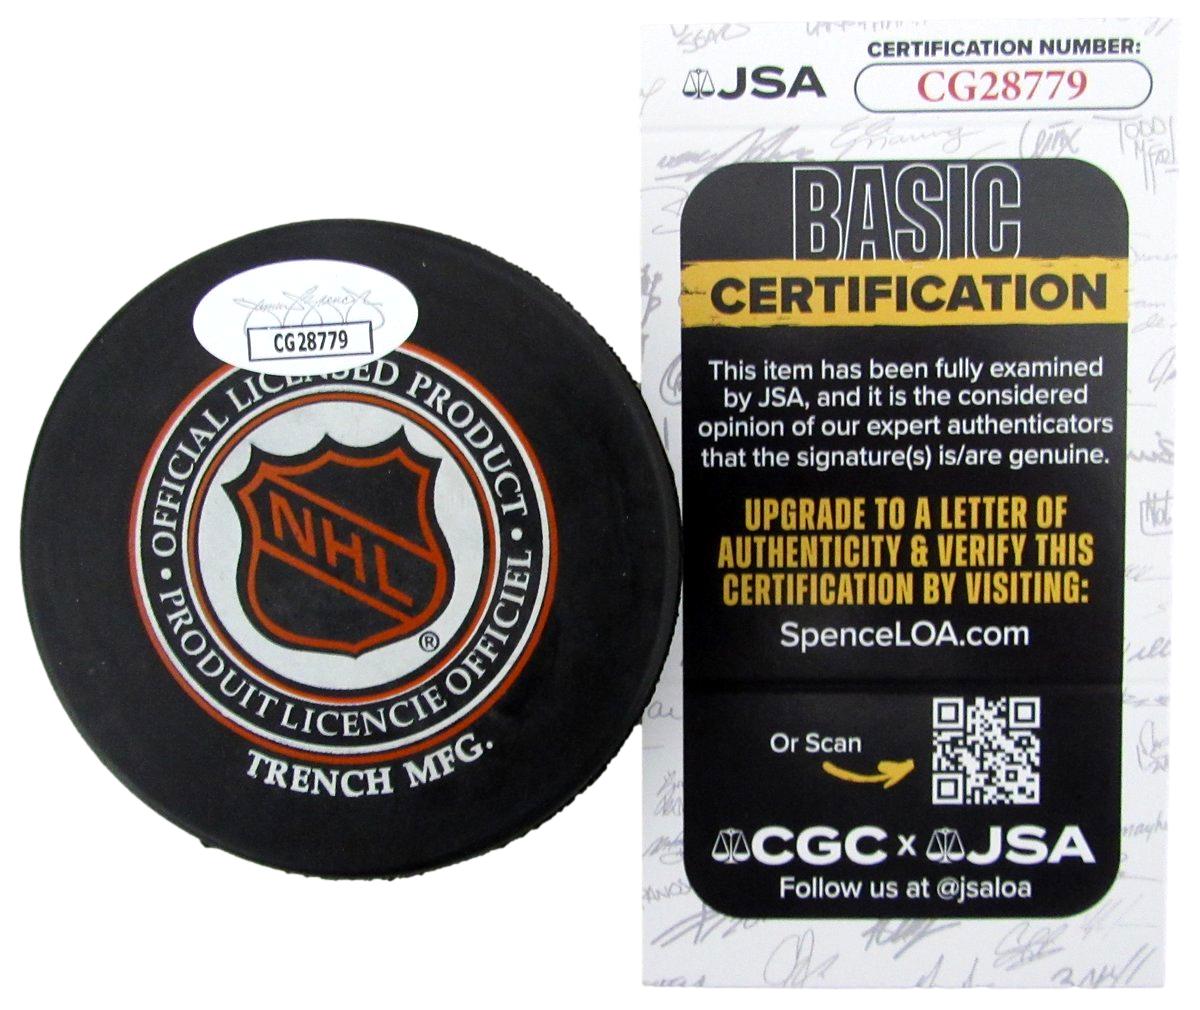 CG28779
OFFICIAL LICENSED PRODUCT
• PRODUIT LICENCIE OFFICIEL •
NHL
®
TRENCH MFG.
CERTIFICATION NUMBER:
JSA
CG28779
BASIC
CERTIFICATION
This item has been fully examined
by JSA, and it is the considered
opinion of our expert authenticators
that the signature(s) is/are genuine.
UPGRADE TO A LETTER OF
AUTHENTICITY & VERIFY THIS
CERTIFICATION BY VISITING:
SpenceLOA.com
Or Scan
CGC x JSA
Follow us at @jsaloa